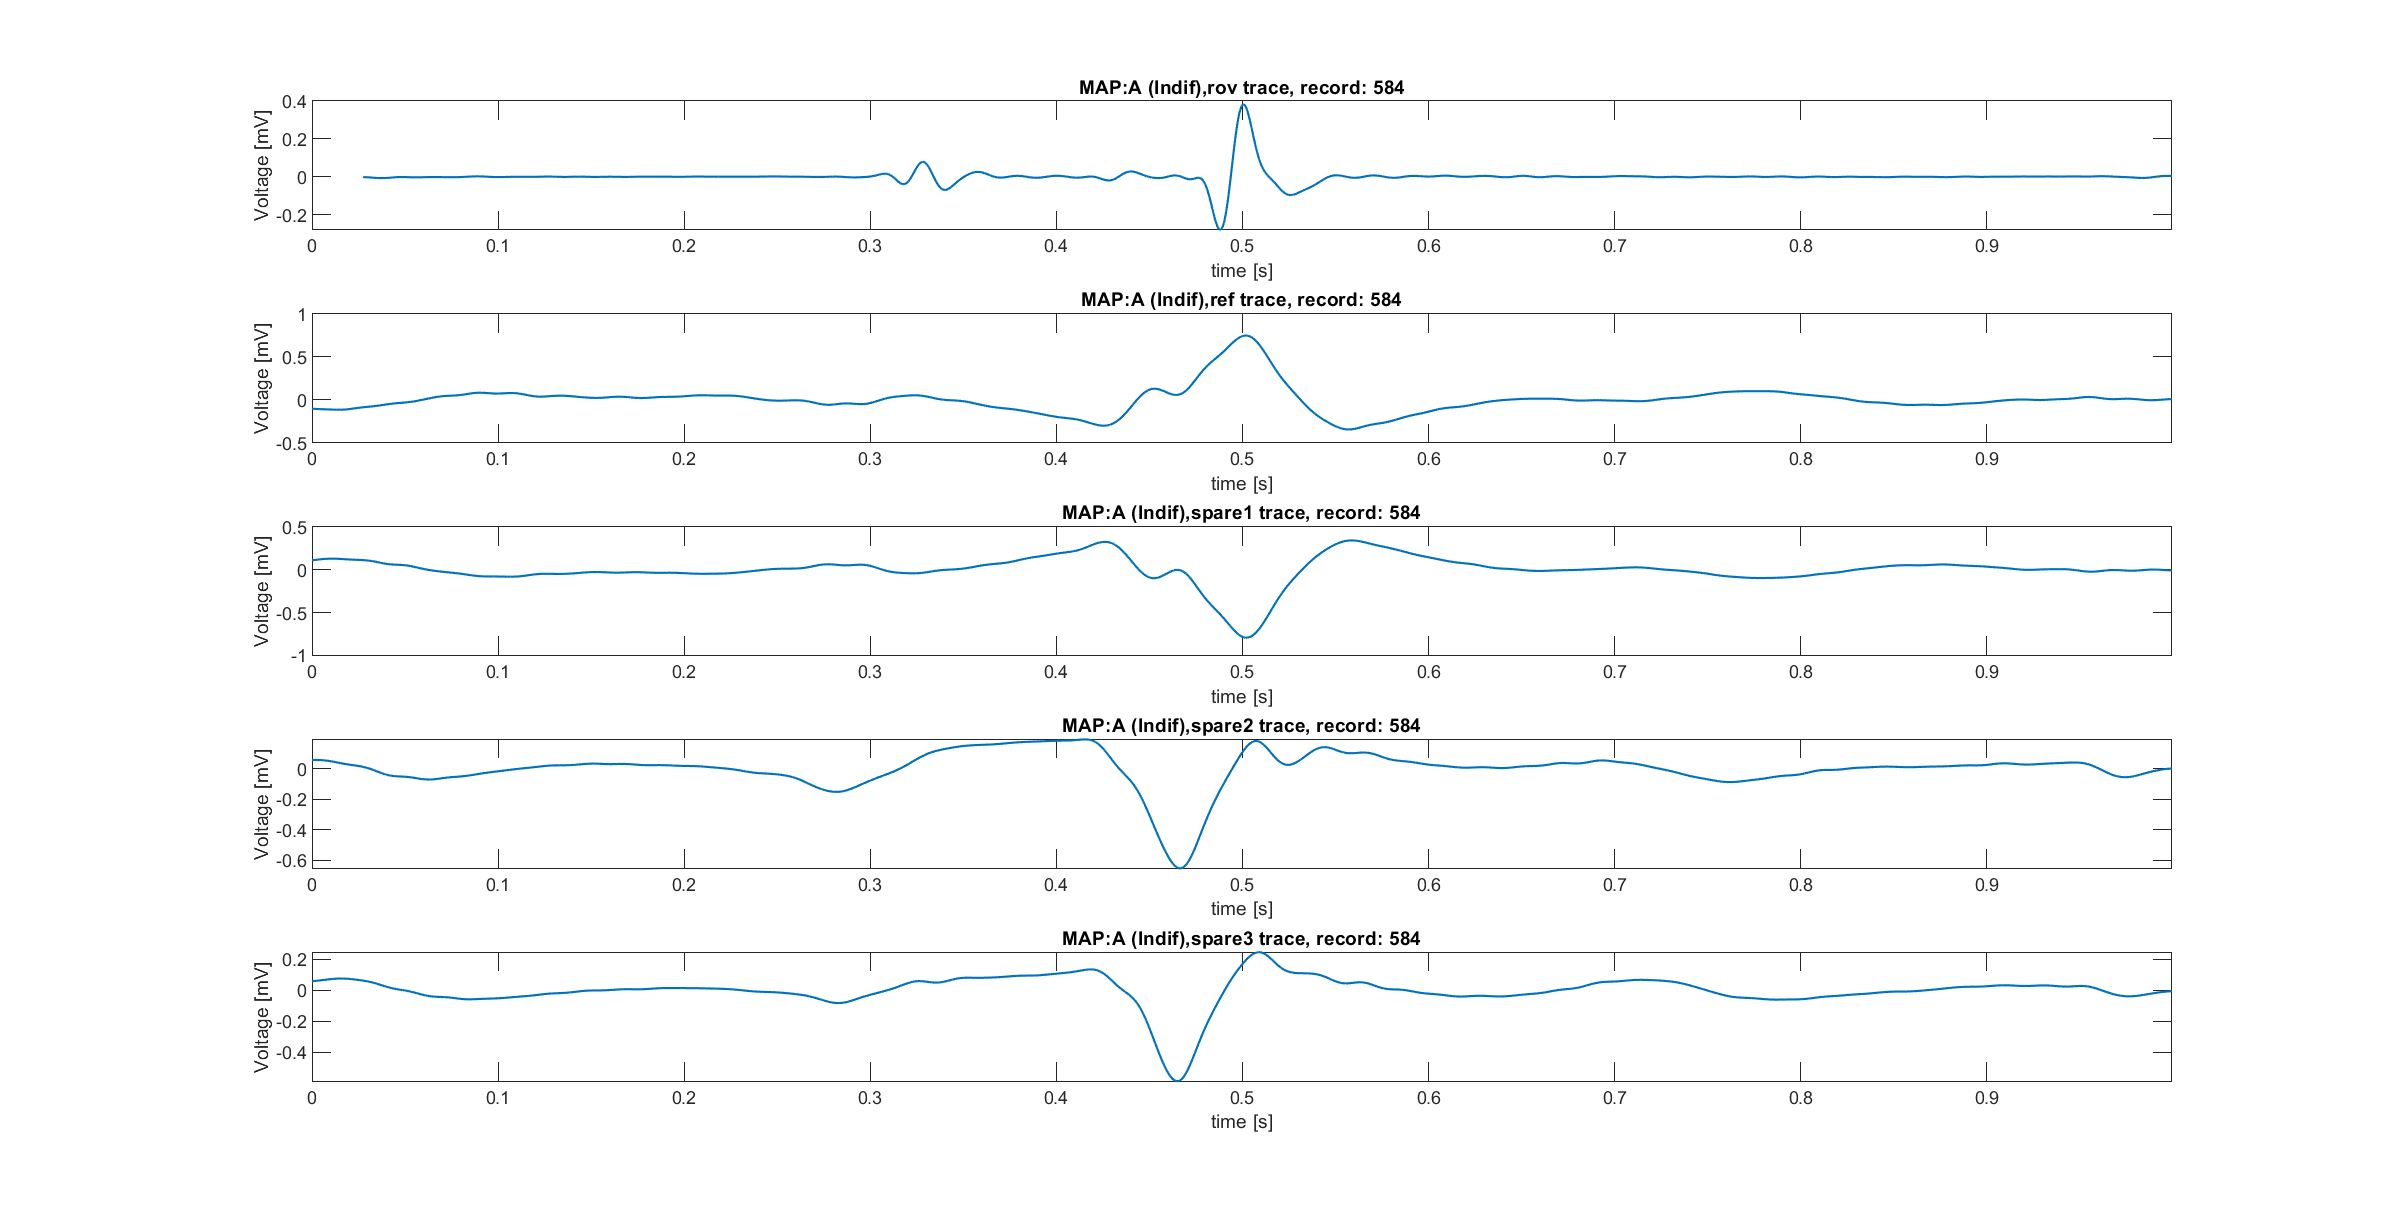 MAP:A (Indif),rov trace, record: 584
Voltage [mV]
0.4
0.2
0
-0.2
0 0.1 0.2 0.3 0.4 0.5 0.6 0.7 0.8 0.9
time [s]
MAP:A (Indif),ref trace, record: 584
Voltage [mV]
1
0.5
0
-0.5
0 0.1 0.2 0.3 0.4 0.5 0.6 0.7 0.8 0.9
time [s]
MAP:A (Indif),spare1 trace, record: 584
Voltage [mV]
0.5
0
-0.5
-1
0 0.1 0.2 0.3 0.4 0.5 0.6 0.7 0.8 0.9
time [s]
MAP:A (Indif),spare2 trace, record: 584
Voltage [mV]
0
-0.2
-0.4
-0.6
0 0.1 0.2 0.3 0.4 0.5 0.6 0.7 0.8 0.9
time [s]
MAP:A (Indif),spare3 trace, record: 584
Voltage [mV]
0.2
0
-0.2
-0.4
0 0.1 0.2 0.3 0.4 0.5 0.6 0.7 0.8 0.9
time [s]